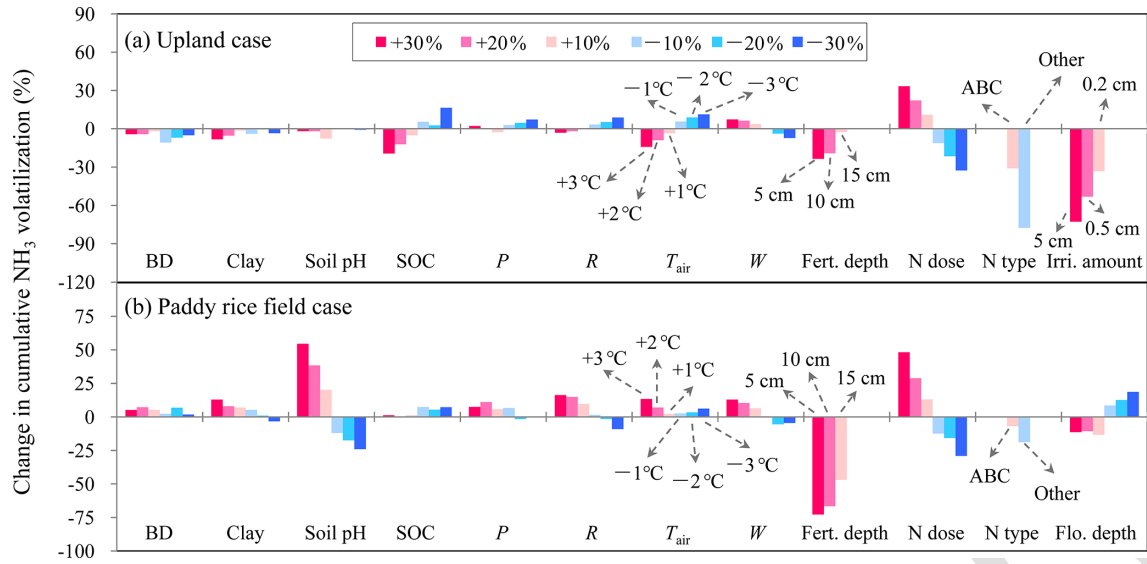 Change in cumulative NH₃ volatilization (%)
90
(a) Upland case
+30% +20% +10% −10% −20% −30%
60
30
0
-30
-60
-90
-120
−1℃
− 2℃
−3℃
+3℃
+2℃
+1℃
5 cm
10 cm
15 cm
ABC
Other
0.2 cm
5 cm
0.5 cm
BD Clay Soil pH SOC P R Tair W Fert. depth N dose N type Irri. amount
(b) Paddy rice field case
75
50
25
0
-25
-50
-75
-100
+3℃
+2℃
+1℃
−1℃
−2℃
−3℃
5 cm
10 cm
15 cm
ABC
Other
BD Clay Soil pH SOC P R Tair W Fert. depth N dose N type Flo. depth